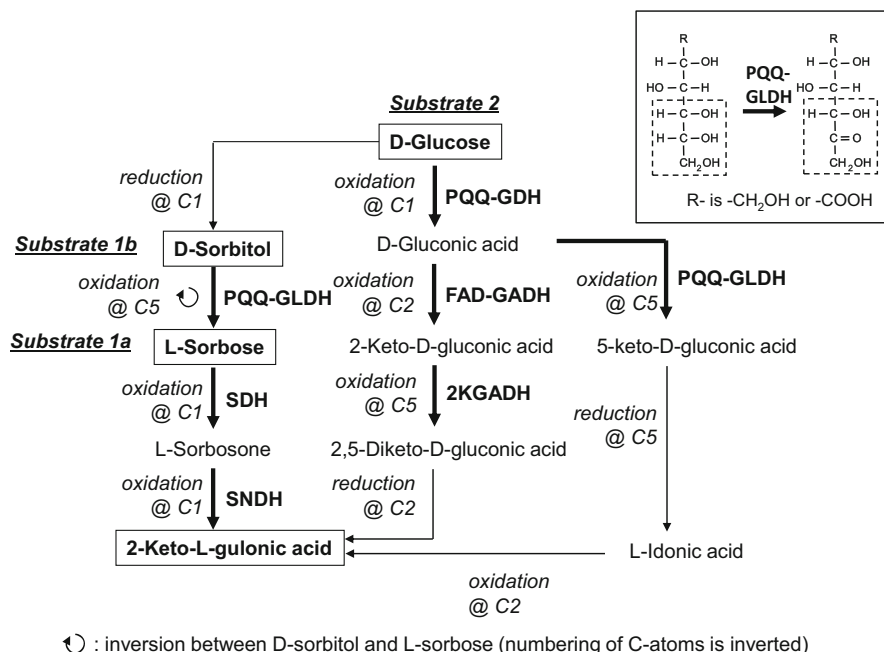 Substrate 2
D-Glucose
reduction
@ C1
oxidation
@ C1
PQQ-GDH
Substrate 1b
D-Sorbitol
D-Gluconic acid
oxidation
@ C5
PQQ-GLDH
oxidation
@ C2
FAD-GADH
oxidation
@ C5
PQQ-GLDH
Substrate 1a
L-Sorbose
2-Keto-D-gluconic acid
5-keto-D-gluconic acid
oxidation
@ C1
SDH
oxidation
@ C5
2KGADH
reduction
@ C5
L-Sorbosone
2,5-Diketo-D-gluconic acid
oxidation
@ C1
SNDH
reduction
@ C2
2-Keto-L-gulonic acid
L-Idonic acid
oxidation
@ C2
R
H-C-OH
HO-C-H
H-C-OH
H-C-OH
CH2OH
PQQ-
GLDH
R
H-C-OH
HO-C-H
H-C-OH
C=O
CH2OH
R- is -CH2OH or -COOH
: inversion between D-sorbitol and L-sorbose (numbering of C-atoms is inverted)